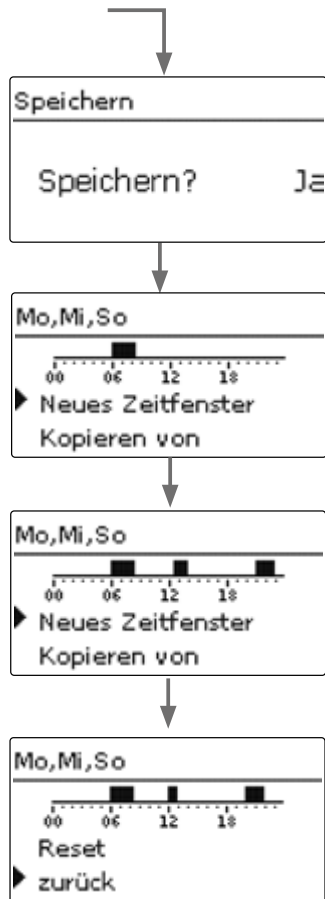 Speichern
Speichern? Ja
Mo,Mi,So
00 06 12 18
Neues Zeitfenster
Kopieren von
Mo,Mi,So
00 06 12 18
Neues Zeitfenster
Kopieren von
Mo,Mi,So
00 06 12 18
Reset
zurück